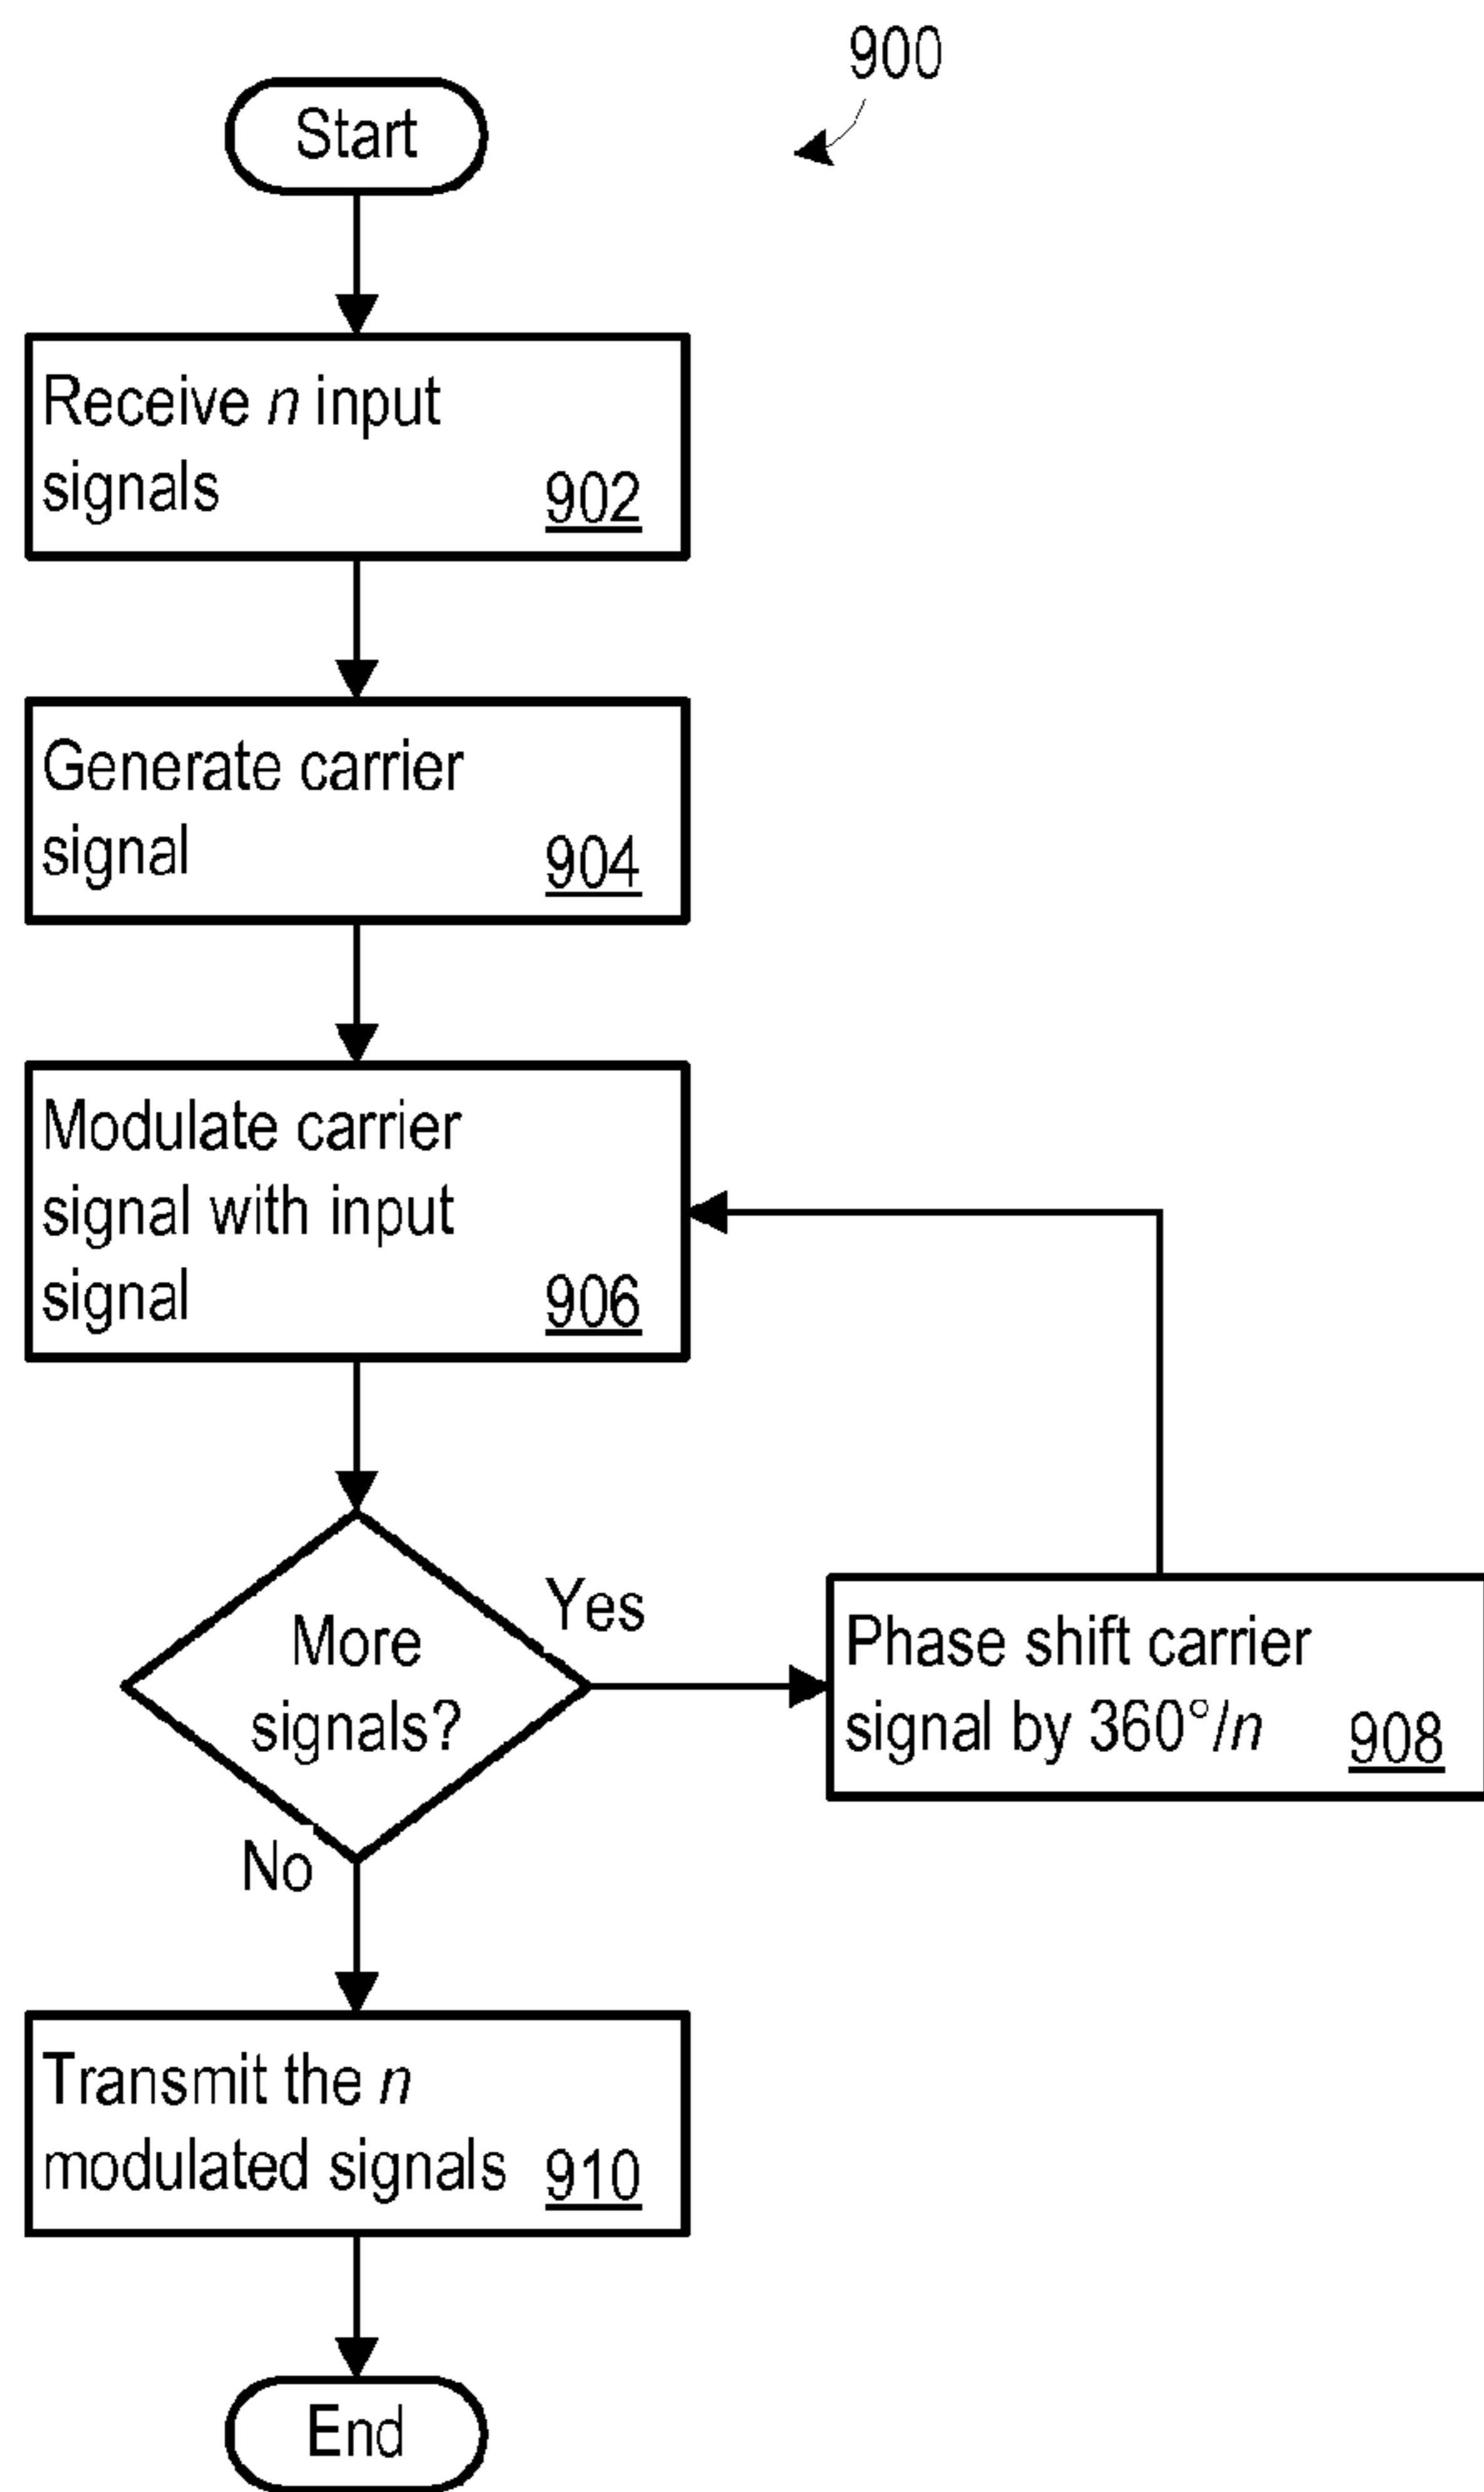 900
Start
Receive n input
signals 902
Generate carrier
signal 904
Modulate carrier
signal with input
signal 906
More
signals?
Yes
Phase shift carrier
signal by 360°/n 908
No
Transmit the n
modulated signals 910
End